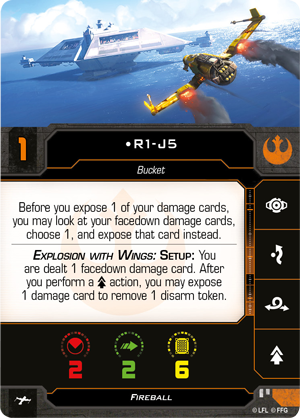 1
•R1-J5
Bucket
Before you expose 1 of your damage cards,
you may look at your facedown damage cards,
choose 1, and expose that card instead.
Explosion with Wings: Setup: You
are dealt 1 facedown damage card. After
you perform a action, you may expose
1 damage card to remove 1 disarm token.
2 2 6
Fireball
© LFL © FFG